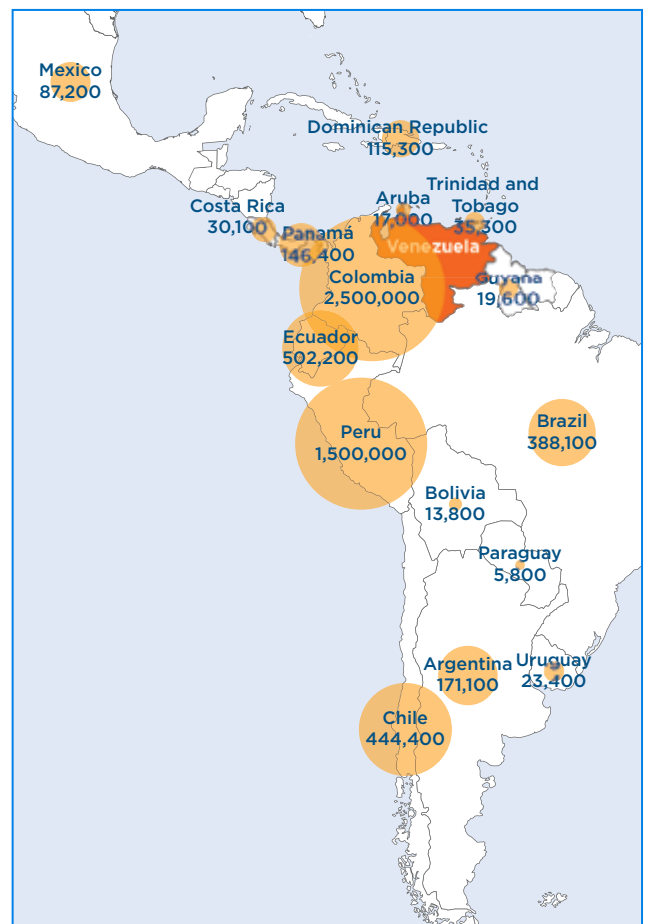 Mexico
87,200
Dominican Republic
115,300
Trinidad and
Tobago
35,300
Aruba
17,000
Costa Rica
30,100
Panamá
146,400
Venezuela
Colombia
2,500,000
Guyana
19,600
Ecuador
502,200
Peru
1,500,000
Brazil
388,100
Bolivia
13,800
Paraguay
5,800
Argentina
171,100
Uruguay
23,400
Chile
444,400